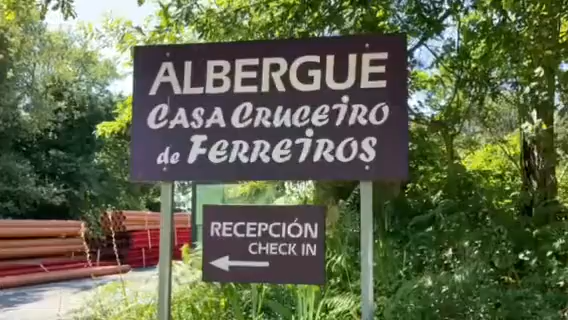 ALBERGUE
CASA CRUCEIRO
de FERREIROS
RECEPCIÓN
CHECK IN